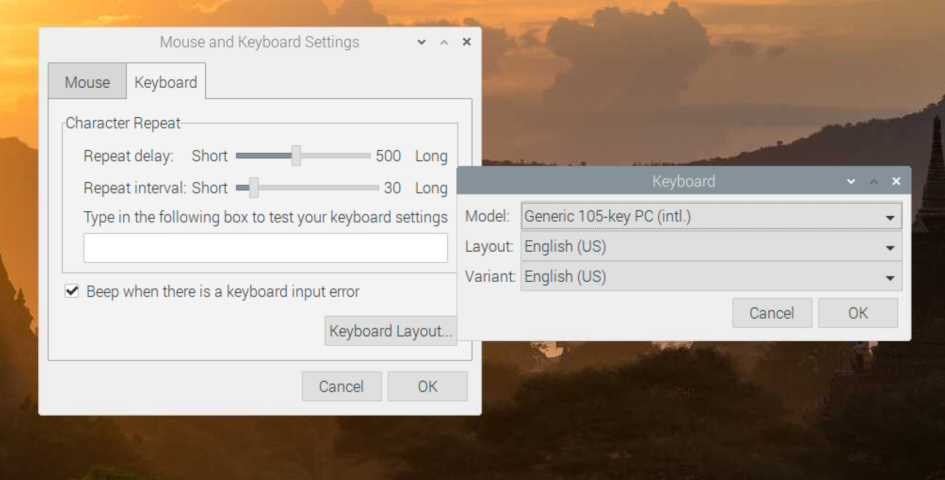 Mouse and Keyboard Settings
Mouse
Keyboard
Character Repeat
Repeat delay: Short 500 Long
Repeat interval: Short 30 Long
Type in the following box to test your keyboard settings
Beep when there is a keyboard input error
Keyboard Layout...
Cancel OK
Keyboard
Model: Generic 105-key PC (intl.)
Layout: English (US)
Variant: English (US)
Cancel OK